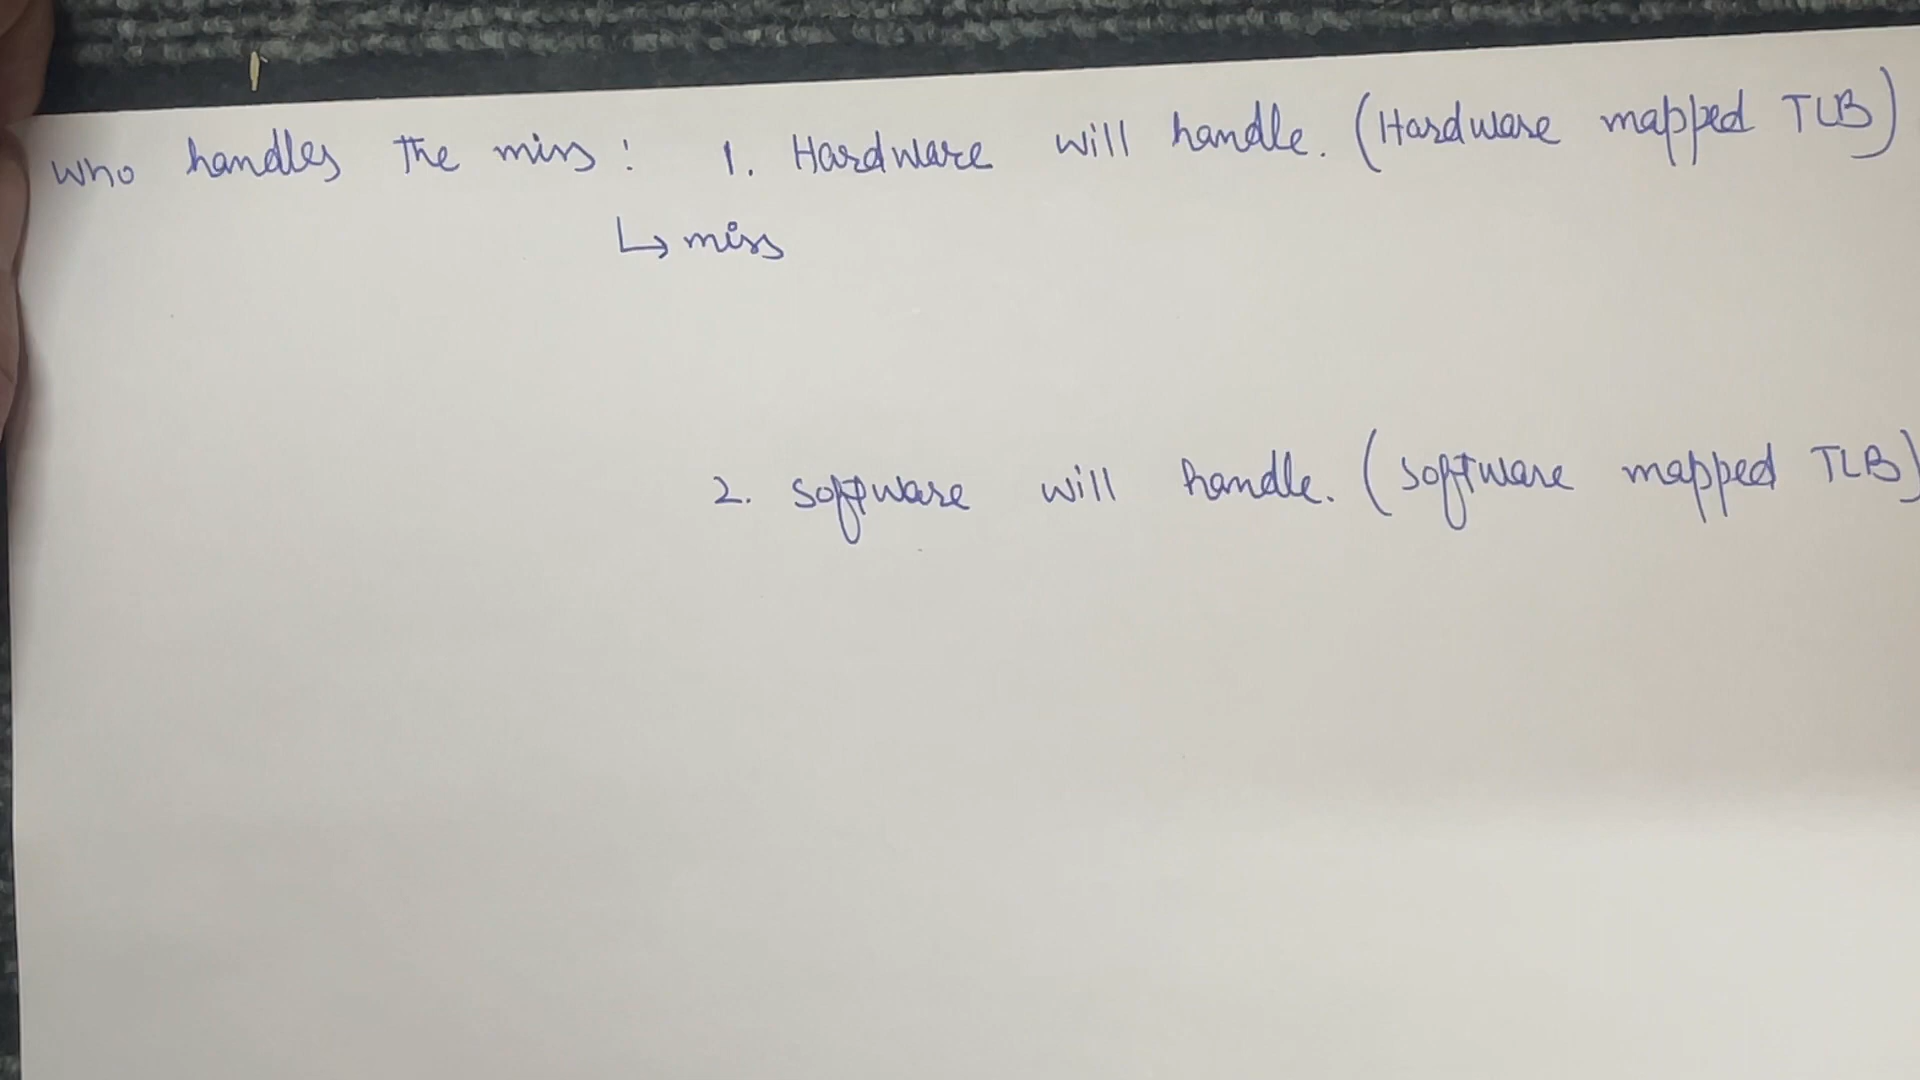 Who handles the miss : 1. Hardware will handle. (Hardware mapped TLB)
↳ miss
2. software will handle. (software mapped TLB)